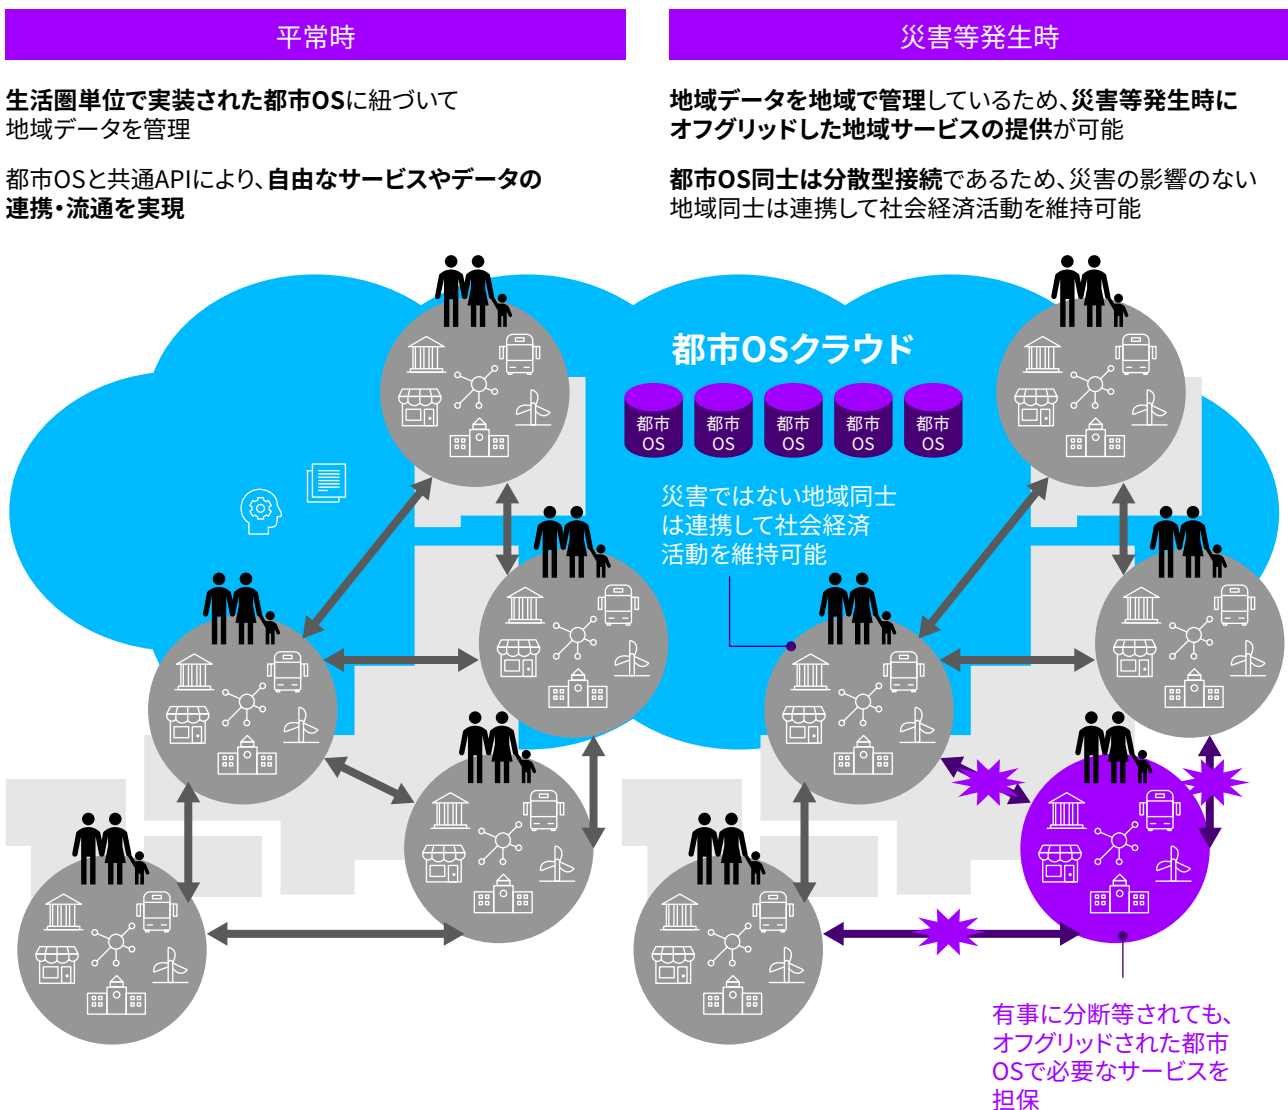 平常時
生活圏単位で実装された都市OSに紐づいて
地域データを管理
都市OSと共通APIにより、自由なサービスやデータの
連携・流通を実現
災害等発生時
地域データを地域で管理しているため、災害等発生時に
オフグリッドした地域サービスの提供が可能
都市OS同士は分散型接続であるため、災害の影響のない
地域同士は連携して社会経済活動を維持可能
都市OSクラウド
都市
OS
都市
OS
都市
OS
都市
OS
都市
OS
災害ではない地域同士
は連携して社会経済
活動を維持可能
有事に分断等されても、
オフグリッドされた都市
OSで必要なサービスを
担保